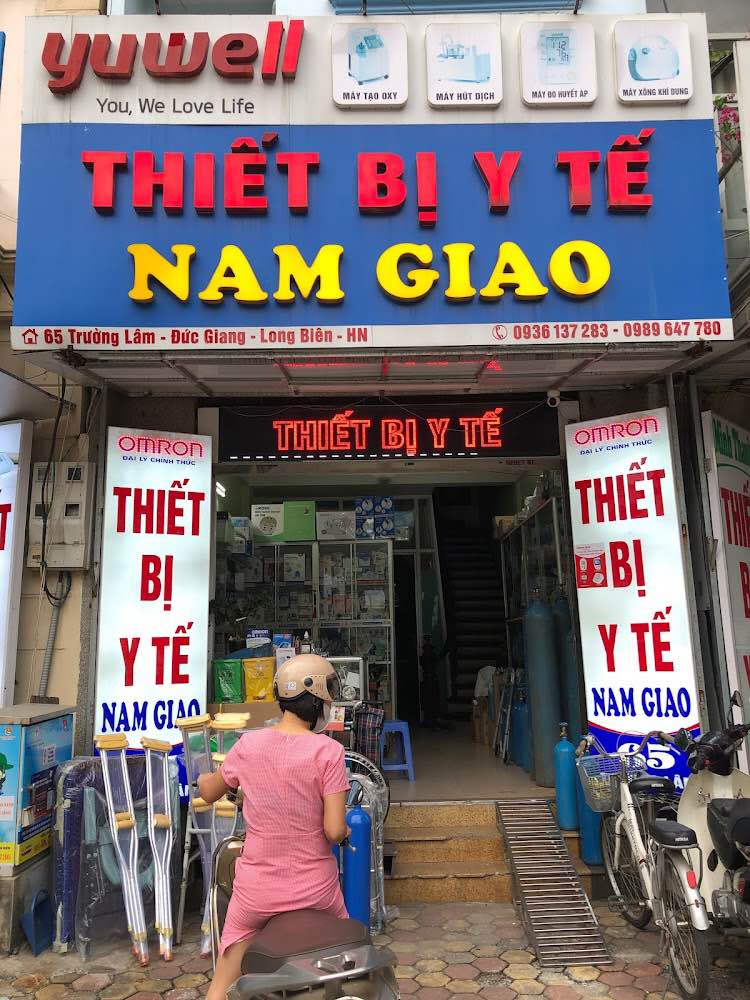 yuwell
You, We Love Life
MÁY TẠO OXY
MÁY HÚT DỊCH
MÁY ĐO HUYẾT ÁP
MÁY XÔNG KHÍ DUNG
THIẾT BỊ Y TẾ
NAM GIAO
65 Trường Lâm - Đức Giang - Long Biên - HN
0936 137 283 - 0989 647 780
THIẾT BỊ Y TẾ
OMRON
ĐẠI LÝ CHÍNH THỨC
THIẾT
BỊ
Y TẾ
NAM GIAO
OMRON
ĐẠI LÝ CHÍNH THỨC
THIẾT
BỊ
Y TẾ
NAM GIAO
65
OMRON